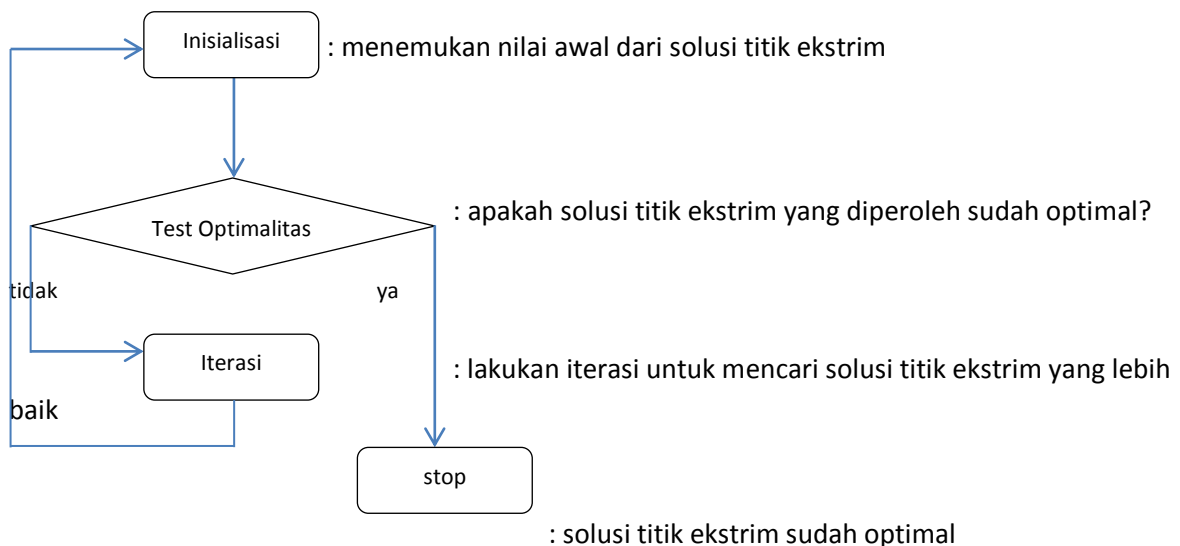 Inisialisasi
: menemukan nilai awal dari solusi titik ekstrim
Test Optimalitas
: apakah solusi titik ekstrim yang diperoleh sudah optimal?
tidak
ya
Iterasi
: lakukan iterasi untuk mencari solusi titik ekstrim yang lebih
baik
stop
: solusi titik ekstrim sudah optimal